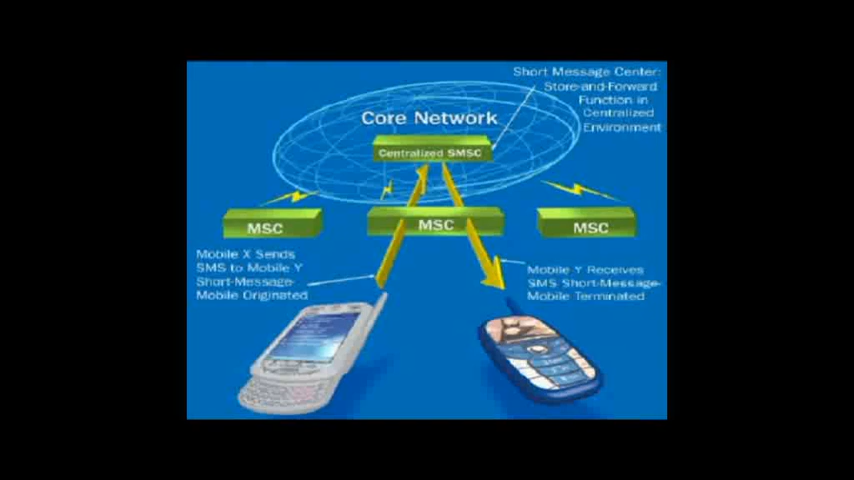 Short Message Center:
Store-and-Forward
Function in
Centralized
Environment
Core Network
Centralized SMSC
MSC
MSC
MSC
Mobile X Sends
SMS to Mobile Y
Short-Message-
Mobile Originated
Mobile Y Receives
SMS Short-Message-
Mobile Terminated